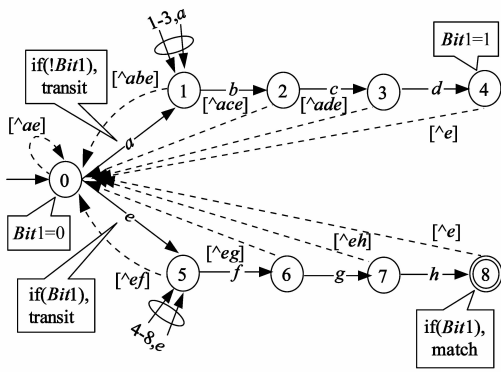 1-3,a
Bit1=1
if(!Bit1),
transit
[^abe]
1
b
2
c
3
d
4
[^ace]
[^ade]
[^e]
[^ae]
a
0
Bit1=0
e
[^e]
[^eg]
[^eh]
[^ef]
5
f
6
g
7
h
8
if(Bit1),
transit
4-8,e
if(Bit1),
match